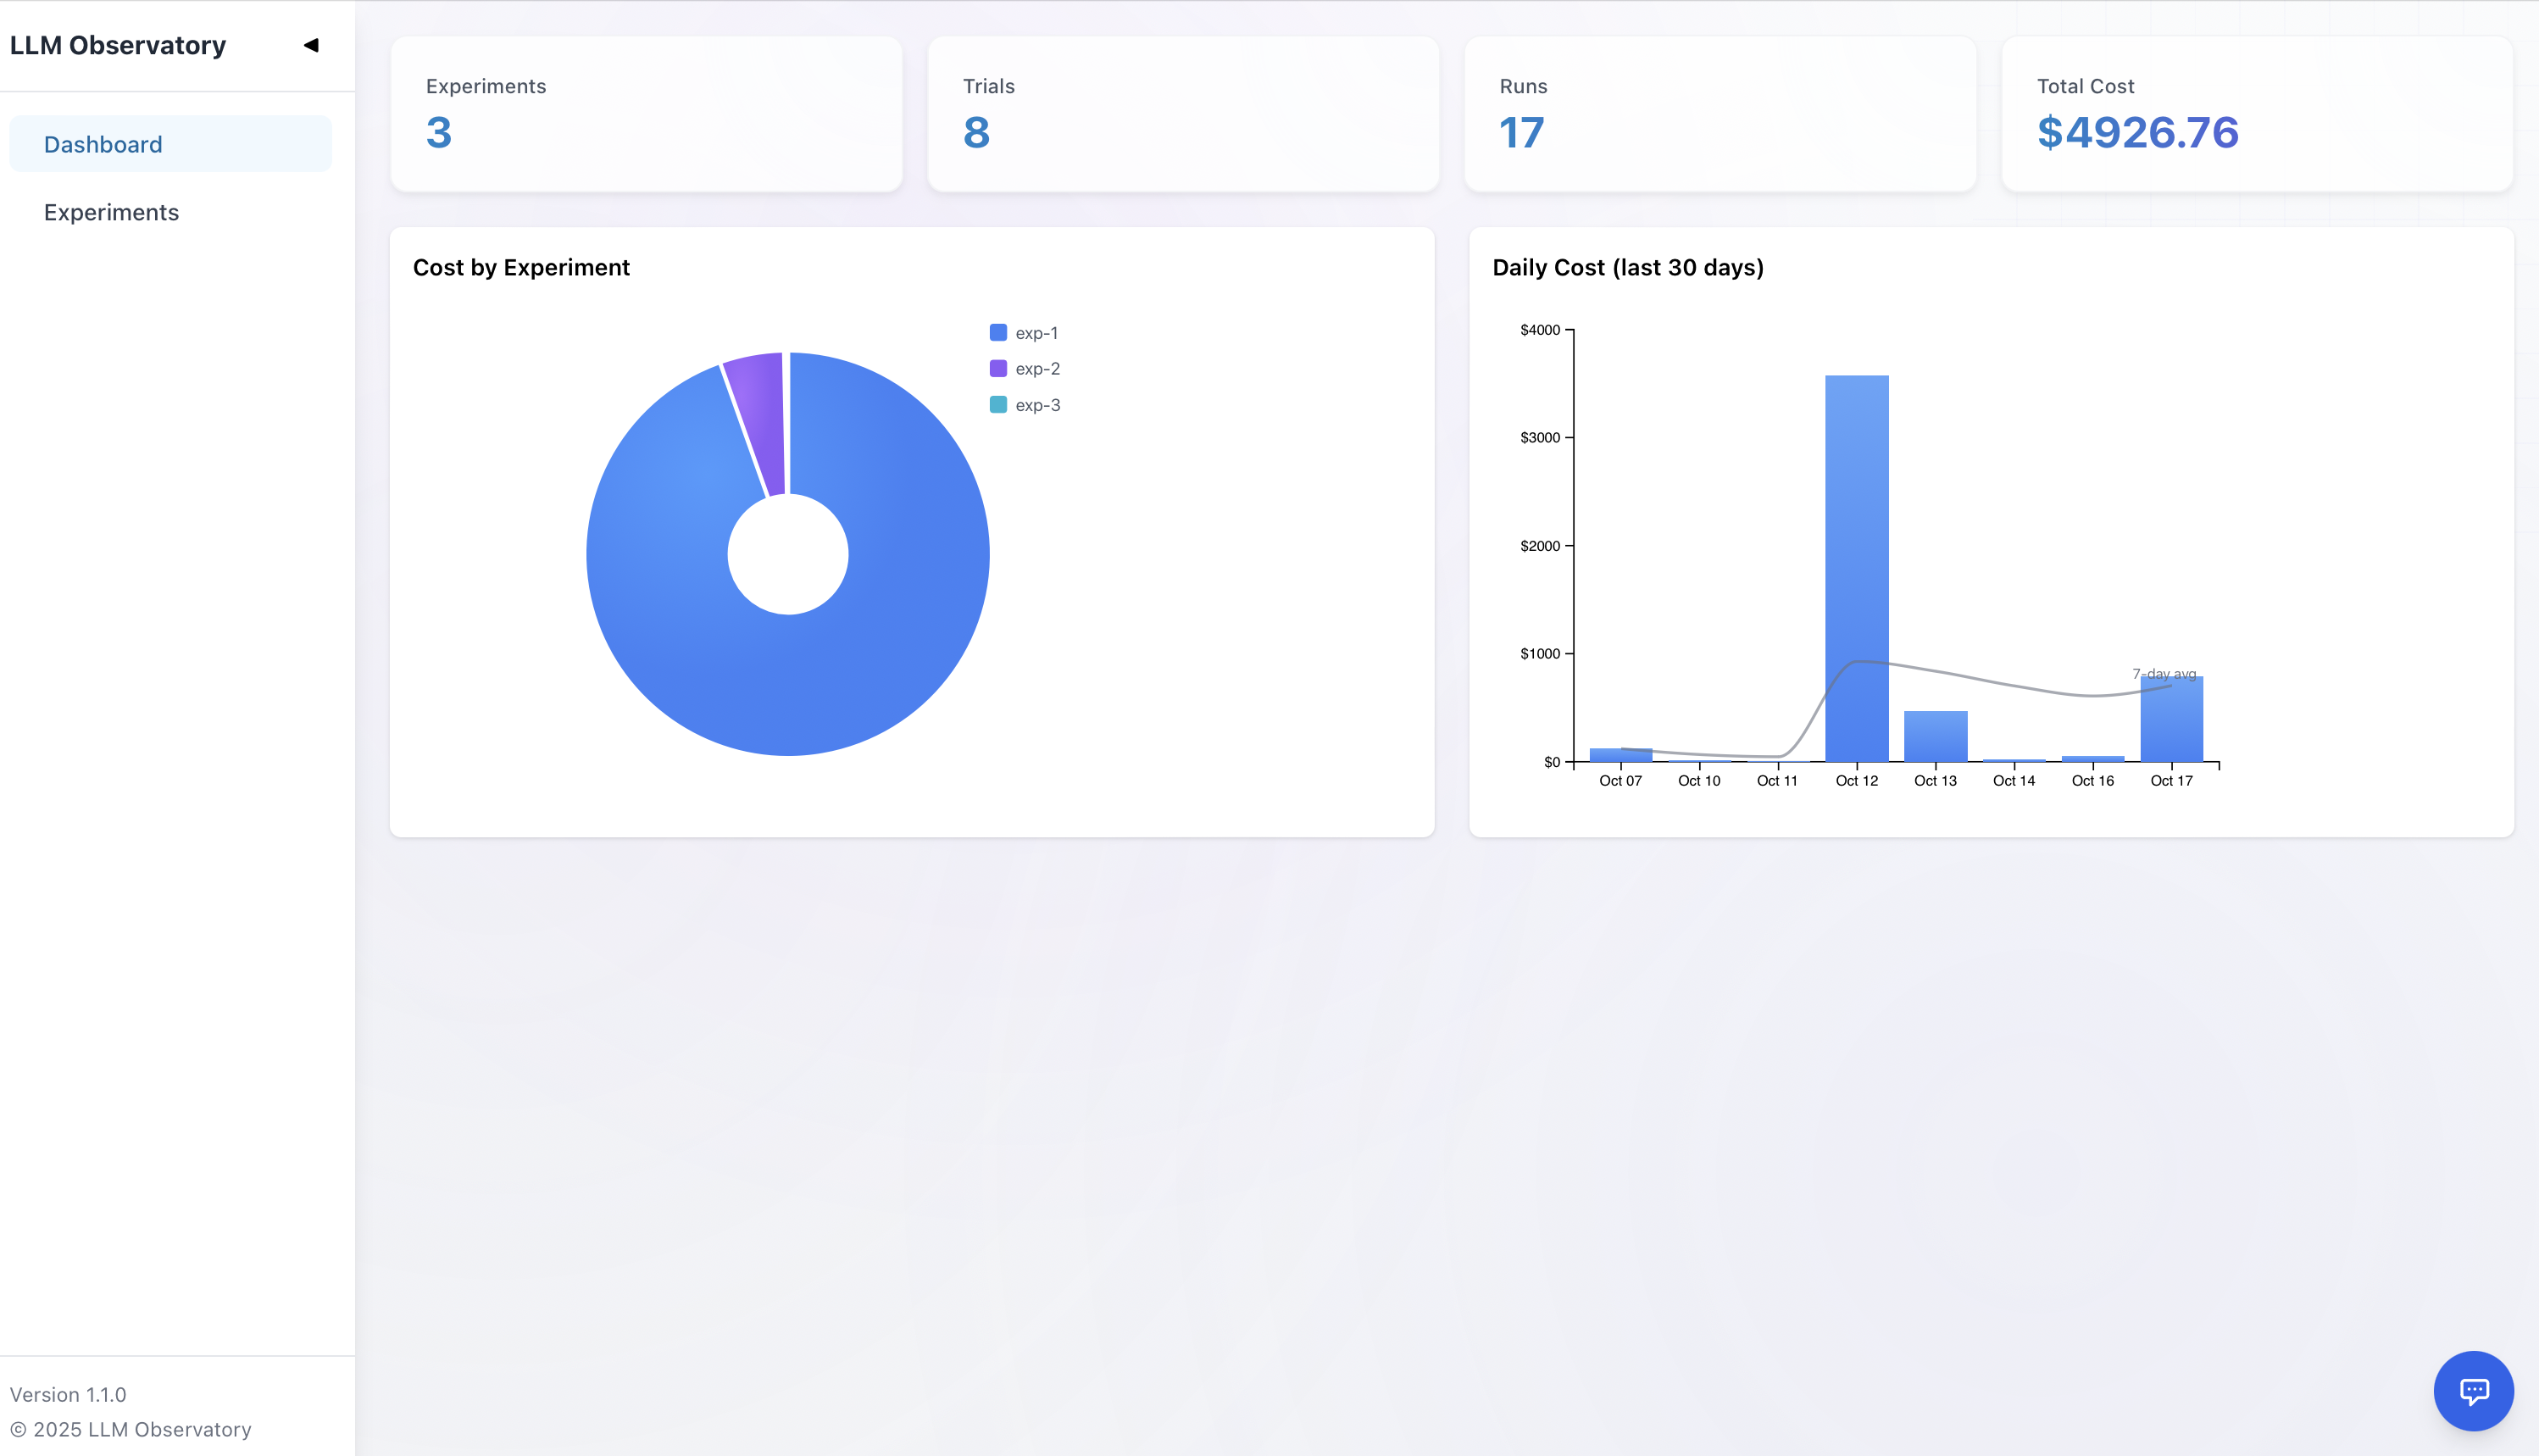 LLM Observatory
Dashboard
Experiments
Version 1.1.0
© 2025 LLM Observatory
Experiments
3
Trials
8
Runs
17
Total Cost
$4926.76
Cost by Experiment
exp-1
exp-2
exp-3
Daily Cost (last 30 days)
$4000
$3000
$2000
$1000
$0
7-day avg
Oct 07 Oct 10 Oct 11 Oct 12 Oct 13 Oct 14 Oct 16 Oct 17